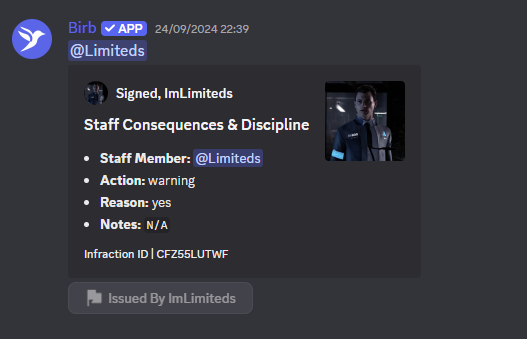 Birb ✓ APP 24/09/2024 22:39
@Limiteds
Signed, ImLimiteds
Staff Consequences & Discipline
• Staff Member: @Limiteds
• Action: warning
• Reason: yes
• Notes: N/A
Infraction ID | CFZ55LUTWF
Issued By ImLimiteds